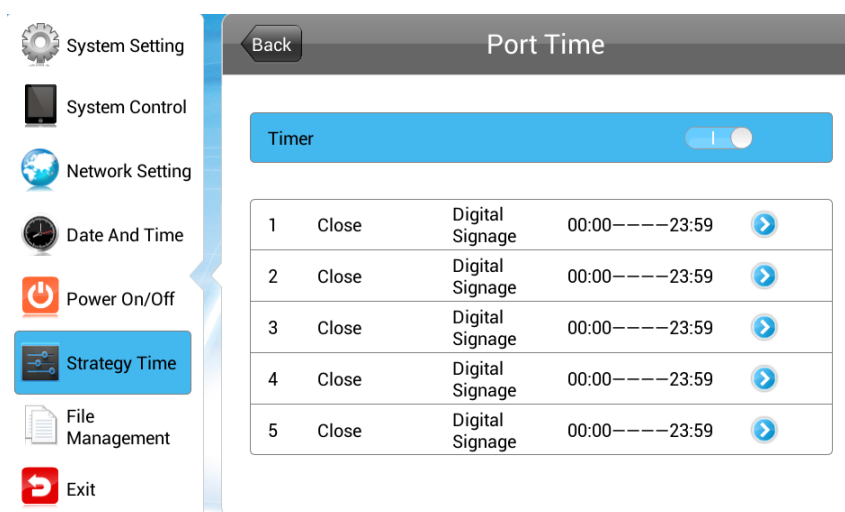 System Setting
System Control
Network Setting
Date And Time
Power On/Off
Strategy Time
File
Management
Exit
Back
Port Time
Timer
1 Close Digital Signage 00:00----23:59
2 Close Digital Signage 00:00----23:59
3 Close Digital Signage 00:00----23:59
4 Close Digital Signage 00:00----23:59
5 Close Digital Signage 00:00----23:59